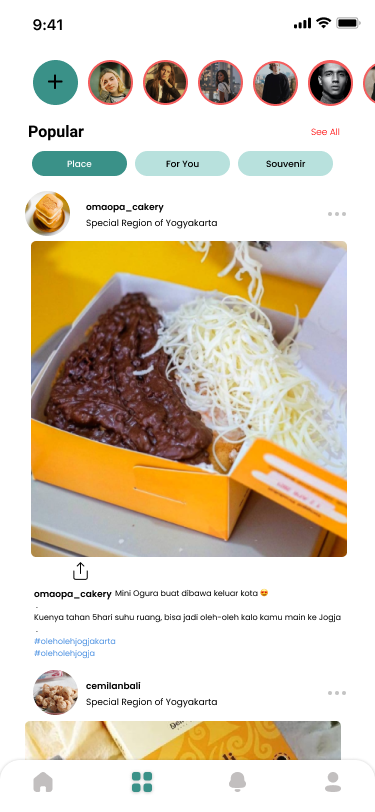 9:41
Popular
See All
Place
For You
Souvenir
omaopa_cakery
Special Region of Yogyakarta
omaopa_cakery Mini Ogura buat dibawa keluar kota 😍
.
Kuenya tahan 5hari suhu ruang, bisa jadi oleh-oleh kalo kamu main ke Jogja
.
#oleholehjogjakarta
#oleholehjogja
cemilanbali
Special Region of Yogyakarta